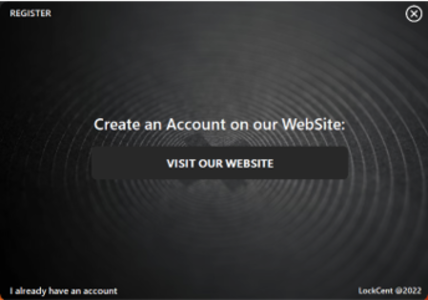 REGISTER
Create an Account on our WebSite:
VISIT OUR WEBSITE
I already have an account
LockCent @2022